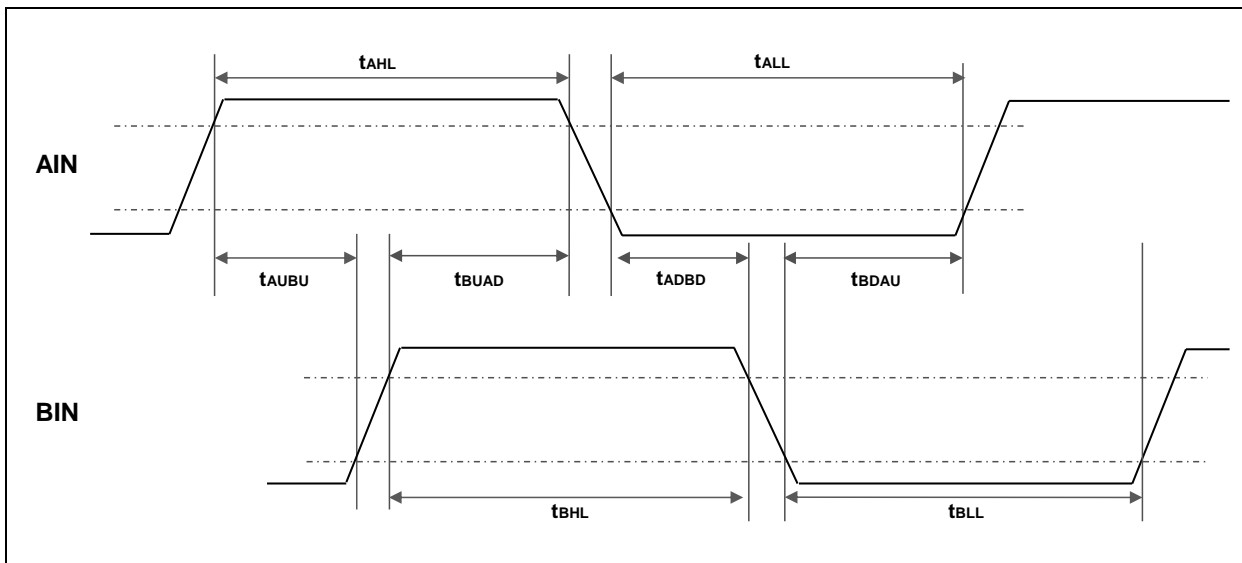 tAHL
tALL
AIN
tAUBU
tBUAD
tADBD
tBDAU
BIN
tBHL
tBLL